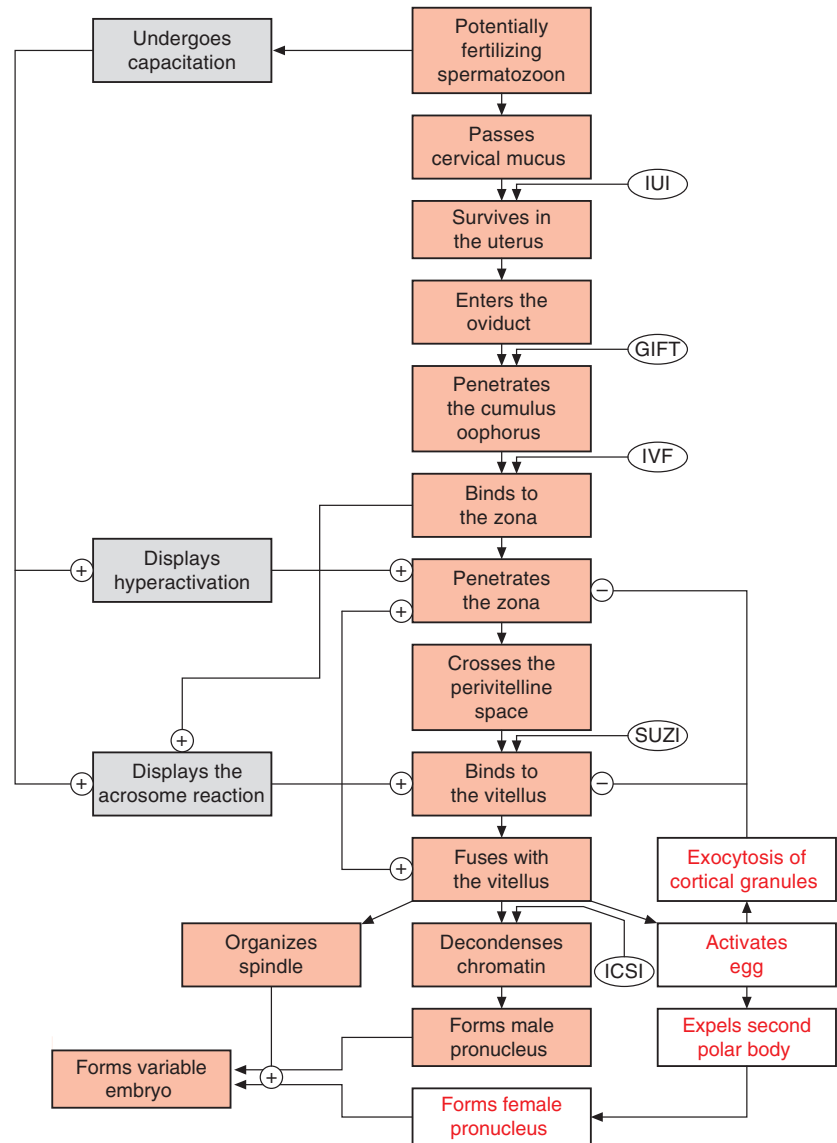 Undergoes
capacitation
Potentially
fertilizing
spermatozoon
Passes
cervical mucus
IUI
Survives in
the uterus
Enters the
oviduct
GIFT
Penetrates
the cumulus
oophorus
IVF
Binds to
the zona
Displays
hyperactivation
+
+
Penetrates
the zona
+
−
Crosses the
perivitelline
space
SUZI
+
Displays the
acrosome reaction
+
+
Binds to
the vitellus
−
Fuses with
the vitellus
+
Exocytosis of
cortical granules
Organizes
spindle
Decondenses
chromatin
ICSI
Activates
egg
Forms male
pronucleus
Expels second
polar body
Forms variable
embryo
+
Forms female
pronucleus